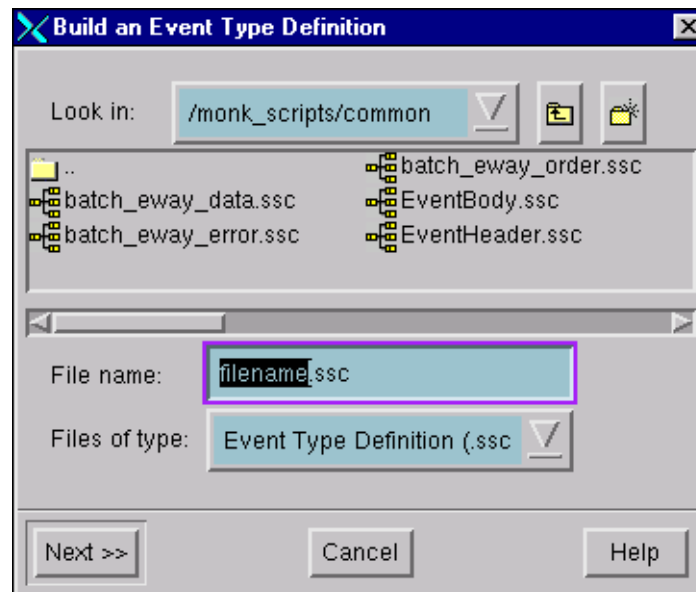 Build an Event Type Definition
Look in: /monk_scripts/common
..
batch_eway_order.ssc
batch_eway_data.ssc
EventBody.ssc
batch_eway_error.ssc
EventHeader.ssc
File name: filename.ssc
Files of type: Event Type Definition (.ssc
Next >> Cancel Help